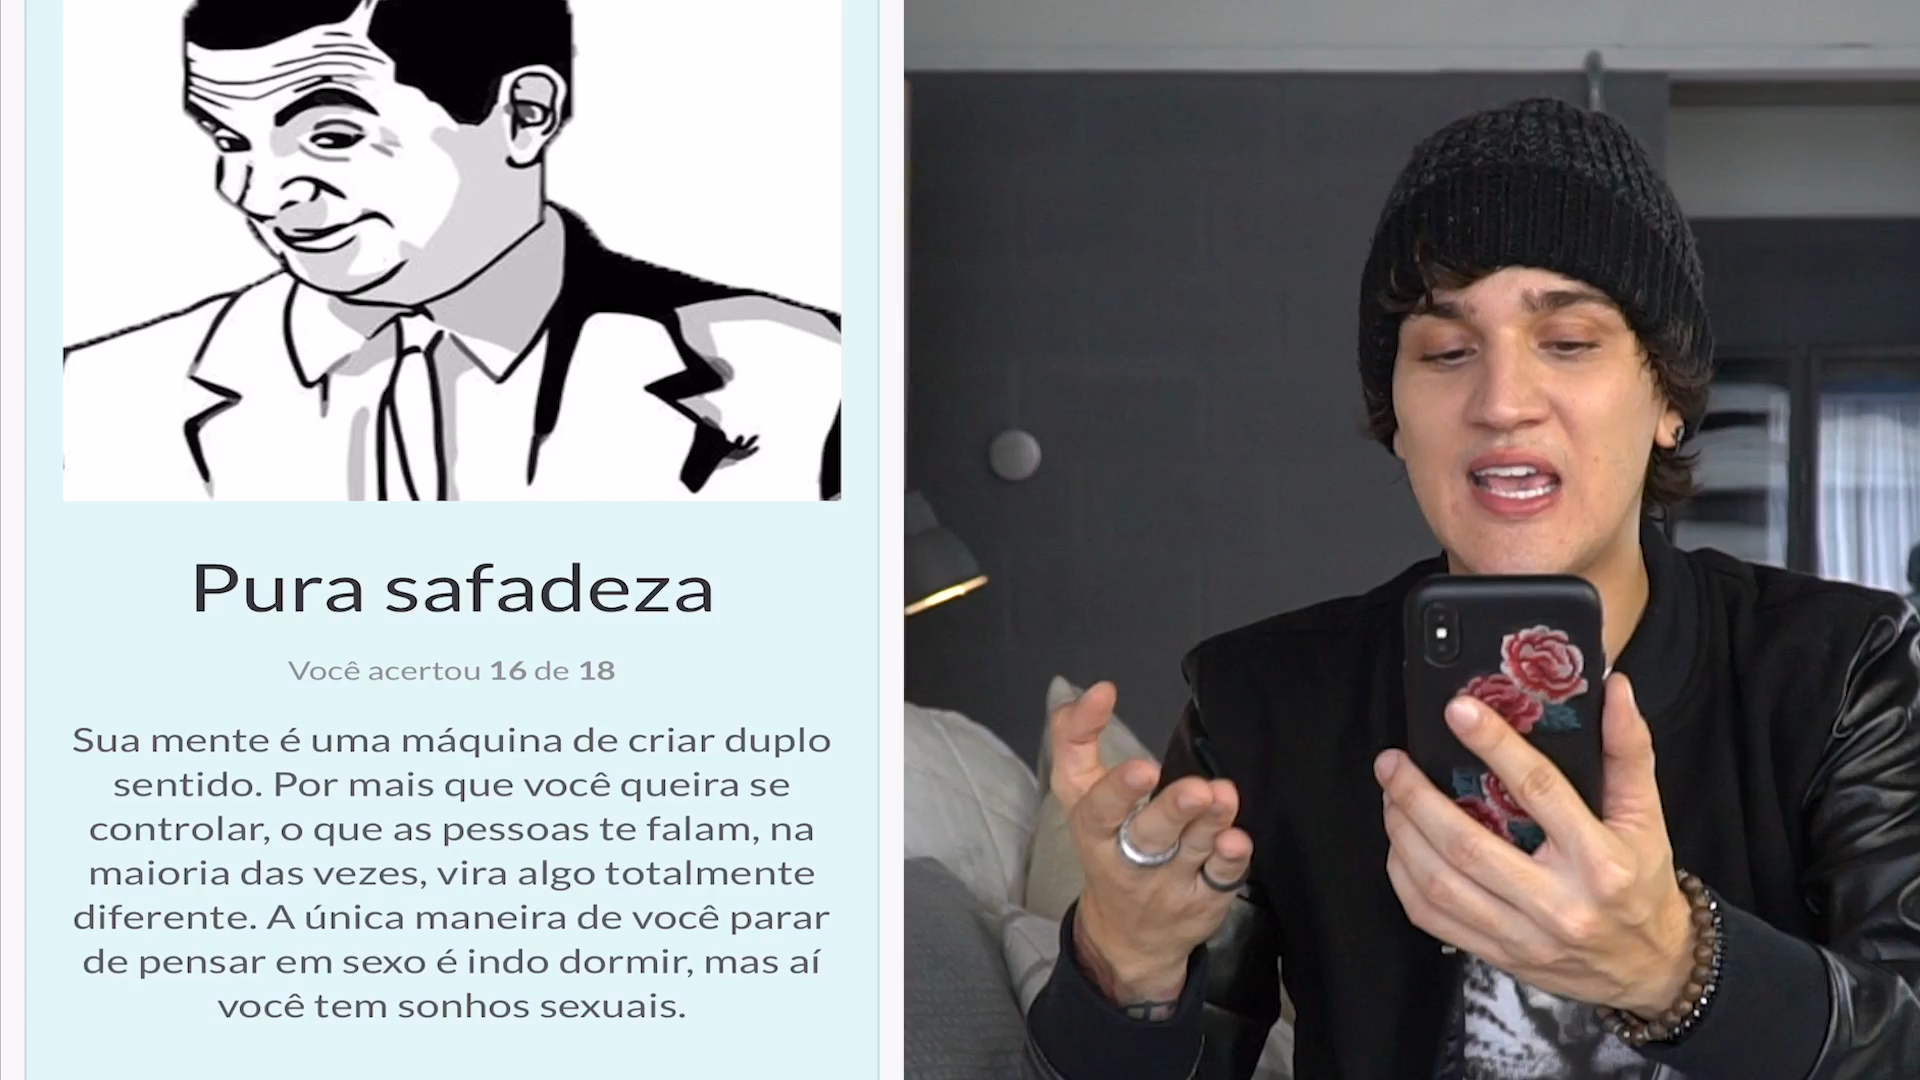 Pura safadeza
Você acertou 16 de 18
Sua mente é uma máquina de criar duplo
sentido. Por mais que você queira se
controlar, o que as pessoas te falam, na
maioria das vezes, vira algo totalmente
diferente. A única maneira de você parar
de pensar em sexo é indo dormir, mas aí
você tem sonhos sexuais.